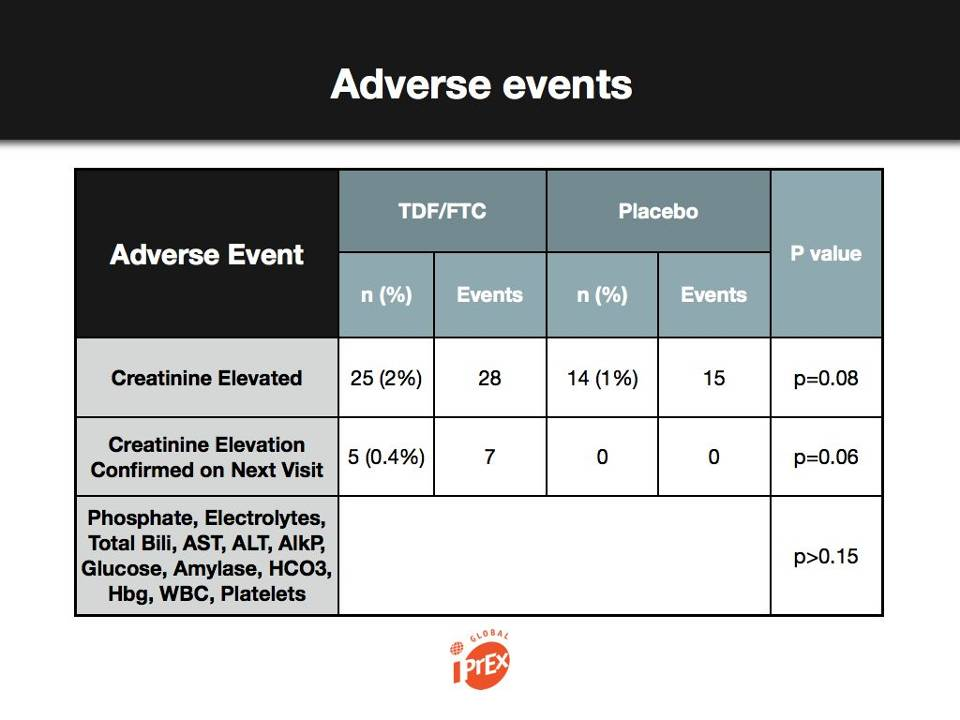 Adverse events
Adverse Event
TDF/FTC
Placebo
P value
n (%)
Events
n (%)
Events
Creatinine Elevated
25 (2%)
28
14 (1%)
15
p=0.08
Creatinine Elevation
Confirmed on Next Visit
5 (0.4%)
7
0
0
p=0.06
Phosphate, Electrolytes,
Total Bili, AST, ALT, AlkP,
Glucose, Amylase, HCO3,
Hbg, WBC, Platelets
p>0.15
GLOBAL
iPrEx